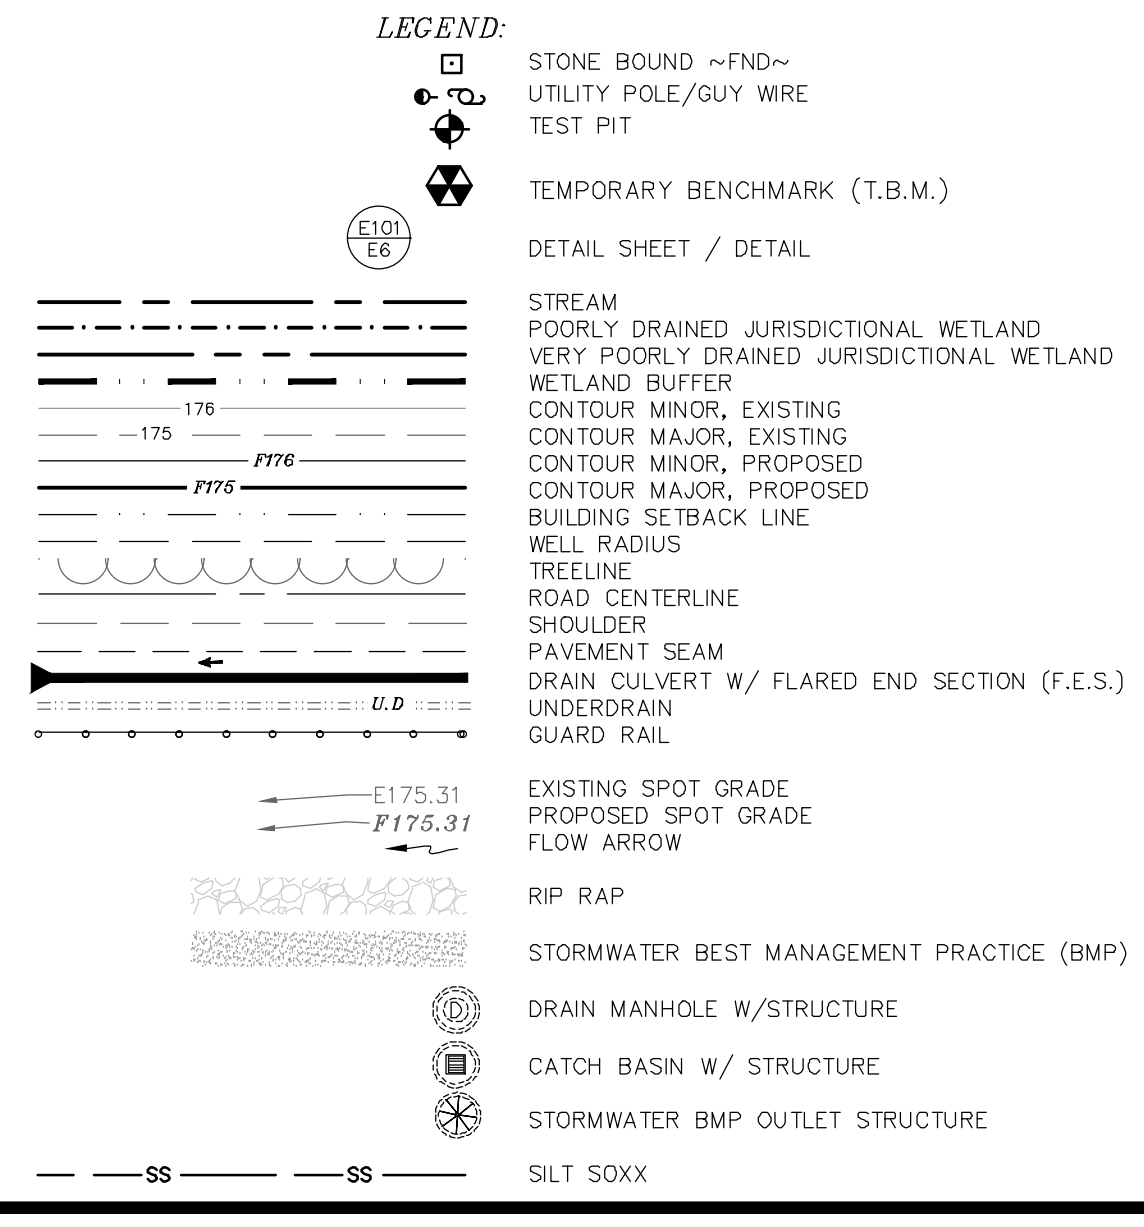 LEGEND:
STONE BOUND ~FND~
UTILITY POLE/GUY WIRE
TEST PIT
TEMPORARY BENCHMARK (T.B.M.)
E101
E6
DETAIL SHEET / DETAIL
STREAM
POORLY DRAINED JURISDICTIONAL WETLAND
VERY POORLY DRAINED JURISDICTIONAL WETLAND
WETLAND BUFFER
176 CONTOUR MINOR, EXISTING
175 CONTOUR MAJOR, EXISTING
F176 CONTOUR MINOR, PROPOSED
F175 CONTOUR MAJOR, PROPOSED
BUILDING SETBACK LINE
WELL RADIUS
TREELINE
ROAD CENTERLINE
SHOULDER
PAVEMENT SEAM
DRAIN CULVERT W/ FLARED END SECTION (F.E.S.)
U.D UNDERDRAIN
GUARD RAIL
E175.31 EXISTING SPOT GRADE
F175.31 PROPOSED SPOT GRADE
FLOW ARROW
RIP RAP
STORMWATER BEST MANAGEMENT PRACTICE (BMP)
D DRAIN MANHOLE W/STRUCTURE
CATCH BASIN W/ STRUCTURE
STORMWATER BMP OUTLET STRUCTURE
SS SS SILT SOXX